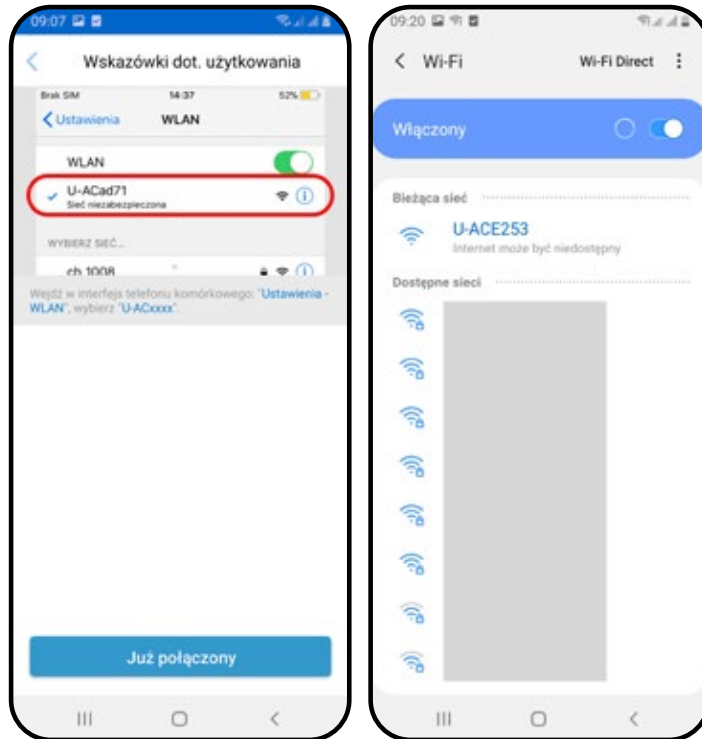 09:07
Wskazówki dot. użytkowania
Brak SIM 14:37 52%
Ustawienia WLAN
WLAN
U-ACad71
Sieć niezabezpieczona
WYBIERZ SIEĆ...
ch 1008
Wejdź w interfejs telefonu komórkowego: "Ustawienia -
WLAN", wybierz "U-ACxxxx".
Już połączony
09:20
Wi-Fi Wi-Fi Direct
Włączony
Bieżąca sieć
U-ACE253
Internet może być niedostępny
Dostępne sieci